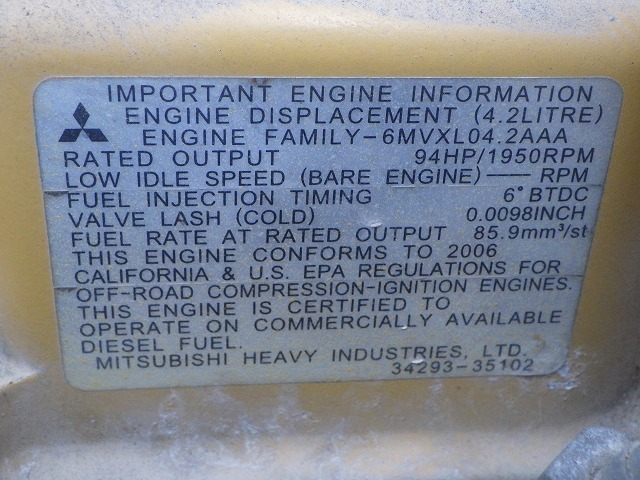 IMPORTANT ENGINE INFORMATION
ENGINE DISPLACEMENT (4.2LITRE)
ENGINE FAMILY-6MVXL04.2AAA
RATED OUTPUT 94HP/1950RPM
LOW IDLE SPEED (BARE ENGINE) — RPM
FUEL INJECTION TIMING 6° BTDC
VALVE LASH (COLD) 0.0098INCH
FUEL RATE AT RATED OUTPUT 85.9mm³/st
THIS ENGINE CONFORMS TO 2006
CALIFORNIA & U.S. EPA REGULATIONS FOR
OFF-ROAD COMPRESSION-IGNITION ENGINES.
THIS ENGINE IS CERTIFIED TO
OPERATE ON COMMERCIALLY AVAILABLE
DIESEL FUEL.
MITSUBISHI HEAVY INDUSTRIES, LTD.
34293-35102